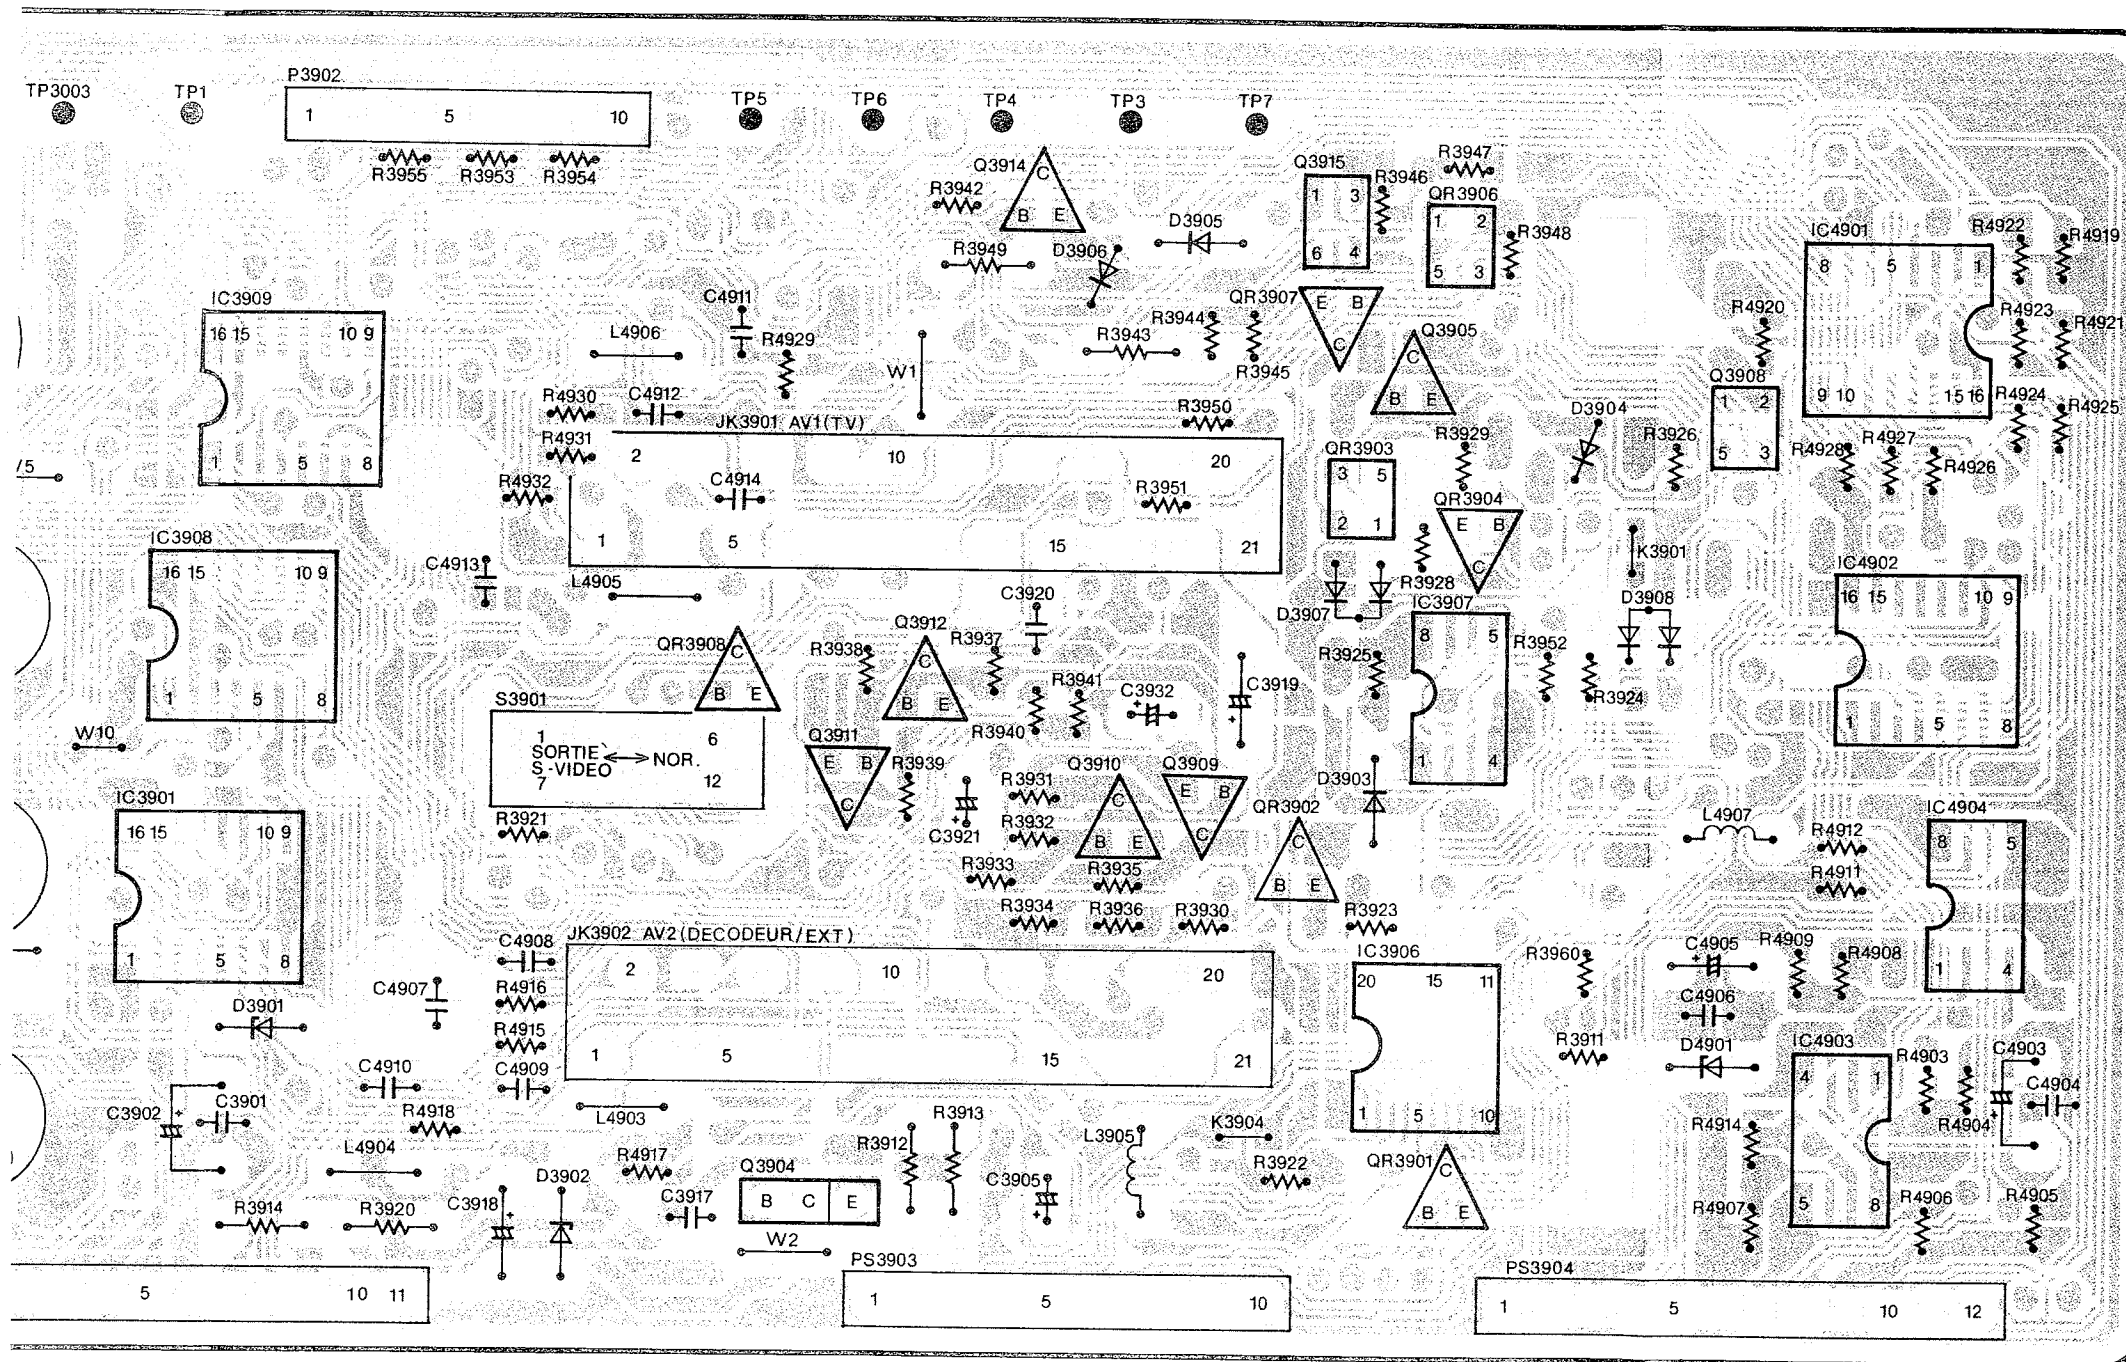 P3902
TP3003
TP1
1 5 10
TP5
TP6
TP4
TP3
TP7
R3955
R3953
R3954
Q3914
C
B E
R3942
R3949
D3906
D3905
Q3915
1 3
6 4
R3946
R3947
QR3906
1 2
5 3
R3948
IC4901
8 5 1
9 10 15 16
R4922
R4919
R4923
R4921
R4924
R4925
R4920
Q3908
1 2
5 3
R4928
R4927
R4926
IC3909
16 15 10 9
1 5 8
L4906
C4911
R4929
W1
R3943
R3944
R3945
QR3907
E B
C
Q3905
C
B E
R4930
C4912
R4931
R4932
JK3901 AV1(TV)
2 10 20
C4914
R3951
1 5 15 21
R3950
QR3903
3 5
2 1
R3929
QR3904
E B
C
D3904
R3926
K3901
R3928
/5
IC3908
16 15 10 9
1 5 8
C4913
L4905
C3920
D3907
IC3907
8 5
1 4
D3908
IC4902
16 15 10 9
1 5 8
QR3908
C
B E
R3938
Q3912
C
B E
R3937
R3940
R3941
C3932
+
C3919
+
R3925
R3952
R3924
W10
S3901
1 6
SORTIE
S-VIDEO
NOR.
7 12
Q3911
E B
C
R3939
C3921
+
R3931
R3932
R3933
R3934
Q3910
C
B E
Q3909
E B
C
R3935
R3936
R3930
QR3902
C
B E
D3903
R3923
L4907
R4912
R4911
IC4904
8 5
1 4
IC3901
16 15 10 9
1 5 8
R3921
D3901
C4907
C4908
R4916
R4915
C4909
JK3902 AV2(DECODEUR/EXT)
2 10 20
1 5 15 21
IC3906
20 15 11
1 5 10
R3960
R3911
C4905
+
C4906
D4901
R4909
R4908
IC4903
4 1
5 8
R4903
R4904
C4903
+
C4904
C3902
+
C3901
C4910
R4918
L4904
L4903
R4917
R3912
R3913
L3905
K3904
R3922
QR3901
C
B E
R4914
R4907
R4906
R4905
R3914
R3920
C3918
+
D3902
C3917
Q3904
B C E
W2
C3905
+
5 10 11
PS3903
1 5 10
PS3904
1 5 10 12